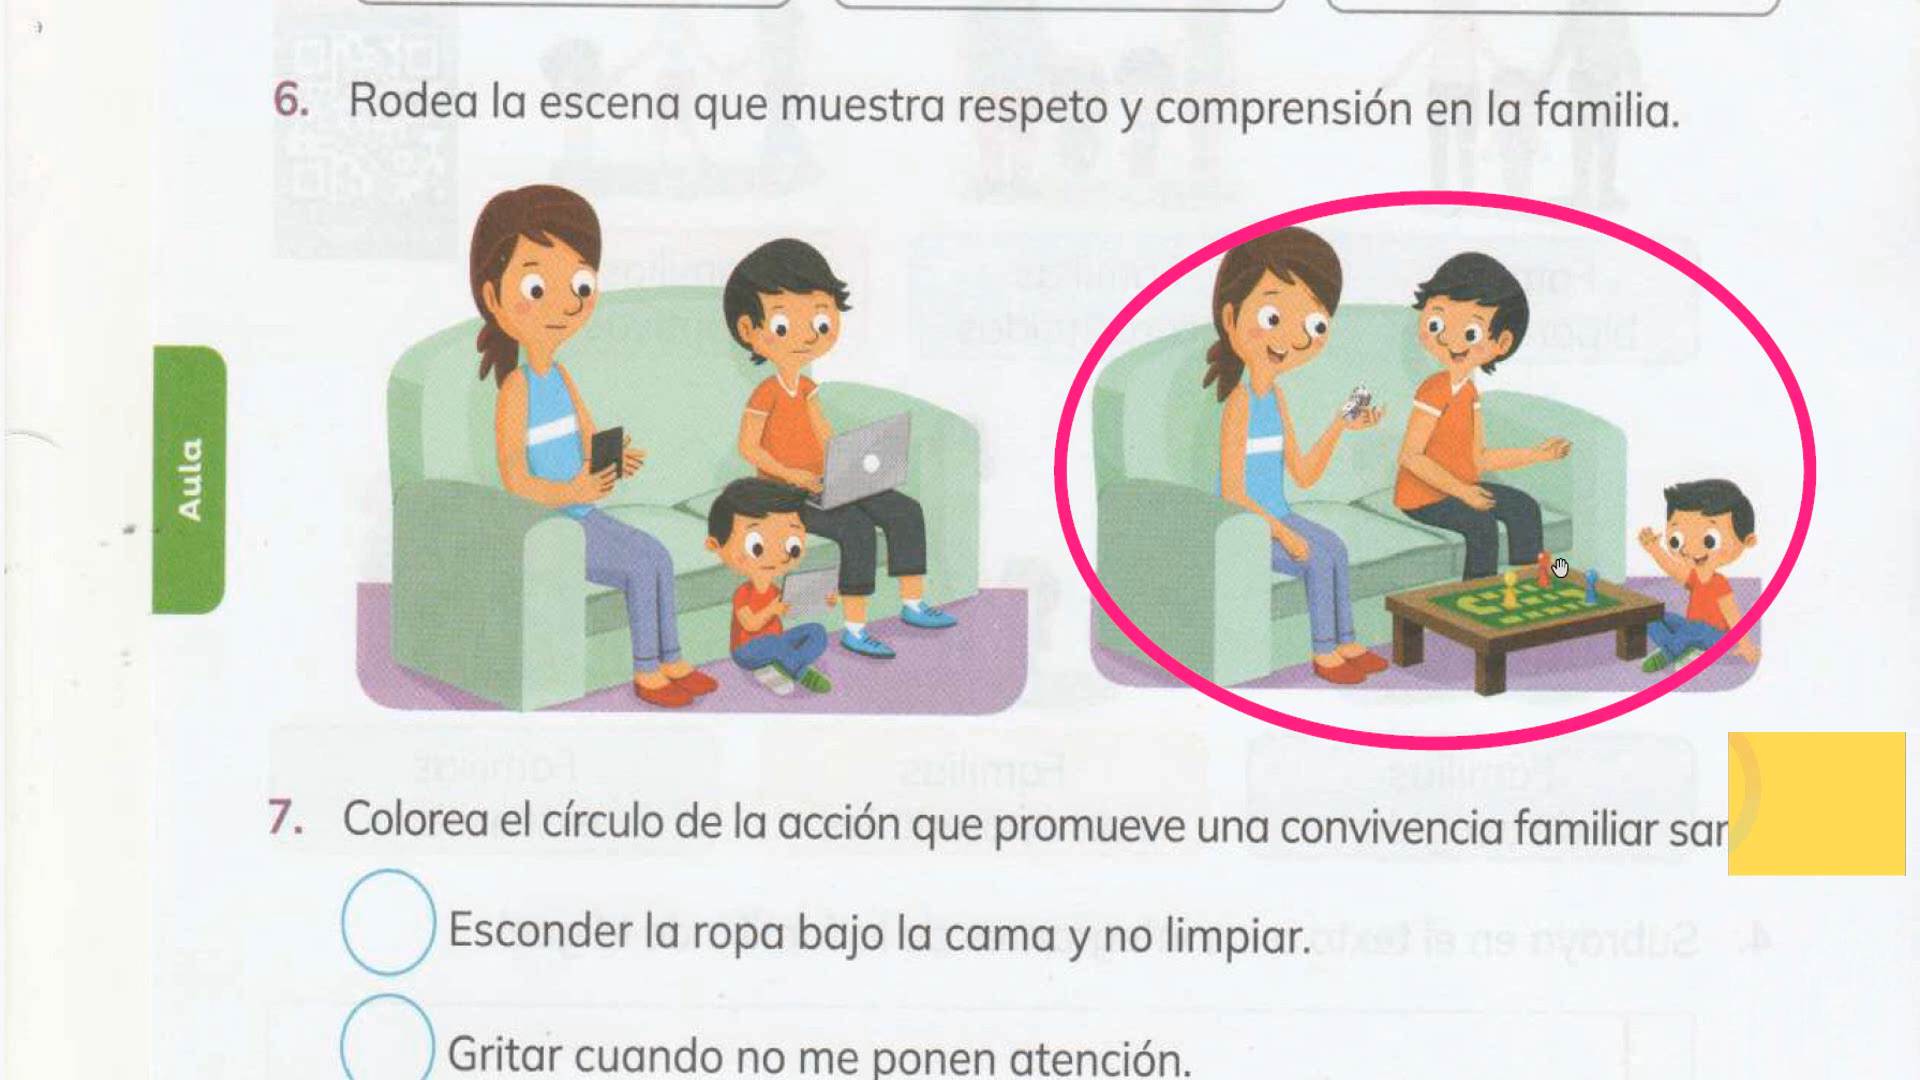 6. Rodea la escena que muestra respeto y comprensión en la familia.
Aula
7. Colorea el círculo de la acción que promueve una convivencia familiar
Esconder la ropa bajo la cama y no limpiar.
Gritar cuando no me ponen atención.